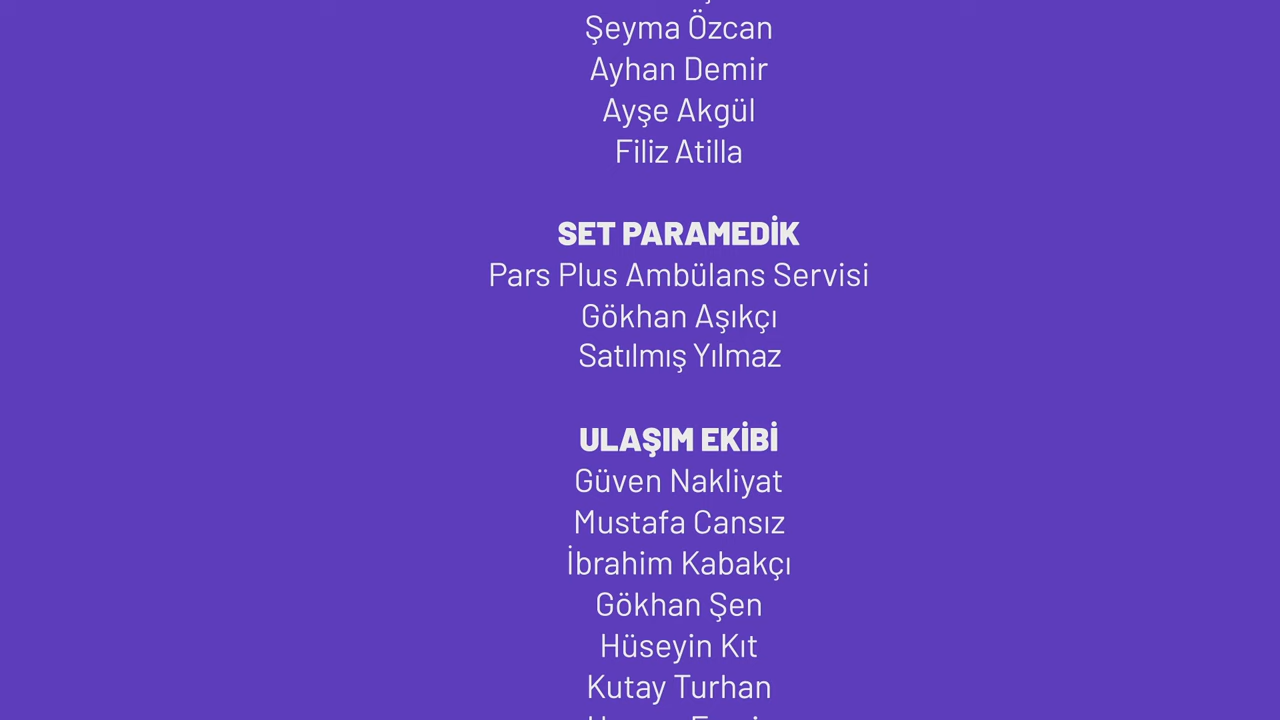 Şeyma Özcan
Ayhan Demir
Ayşe Akgül
Filiz Atilla
SET PARAMEDİK
Pars Plus Ambülans Servisi
Gökhan Aşıkçı
Satılmış Yılmaz
ULAŞIM EKİBİ
Güven Nakliyat
Mustafa Cansız
İbrahim Kabakçı
Gökhan Şen
Hüseyin Kıt
Kutay Turhan